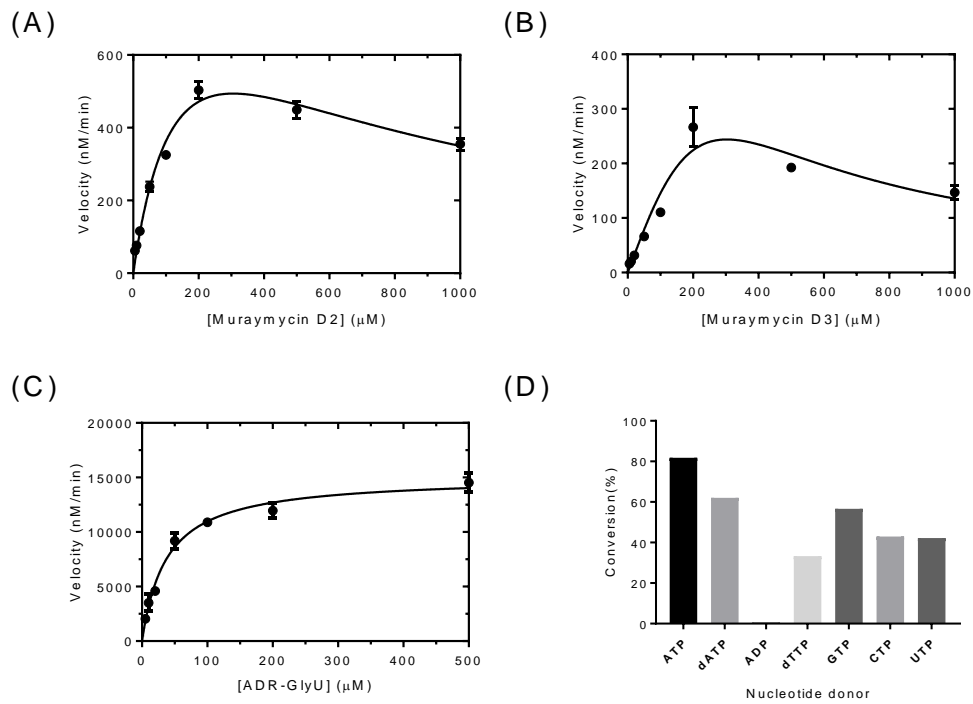 (A)
600
400
200
0
Velocity (nM/min)
0 200 400 600 800 1000
[Muraymycin D2] (μM)
(B)
400
300
200
100
0
Velocity (nM/min)
0 200 400 600 800 1000
[Muraymycin D3] (μM)
(C)
20000
15000
10000
5000
0
Velocity (nM/min)
0 100 200 300 400 500
[ADR-GlyU] (μM)
(D)
100
80
60
40
20
0
Conversion(%)
ATP dATP ADP dTTP GTP CTP UTP
Nucleotide donor